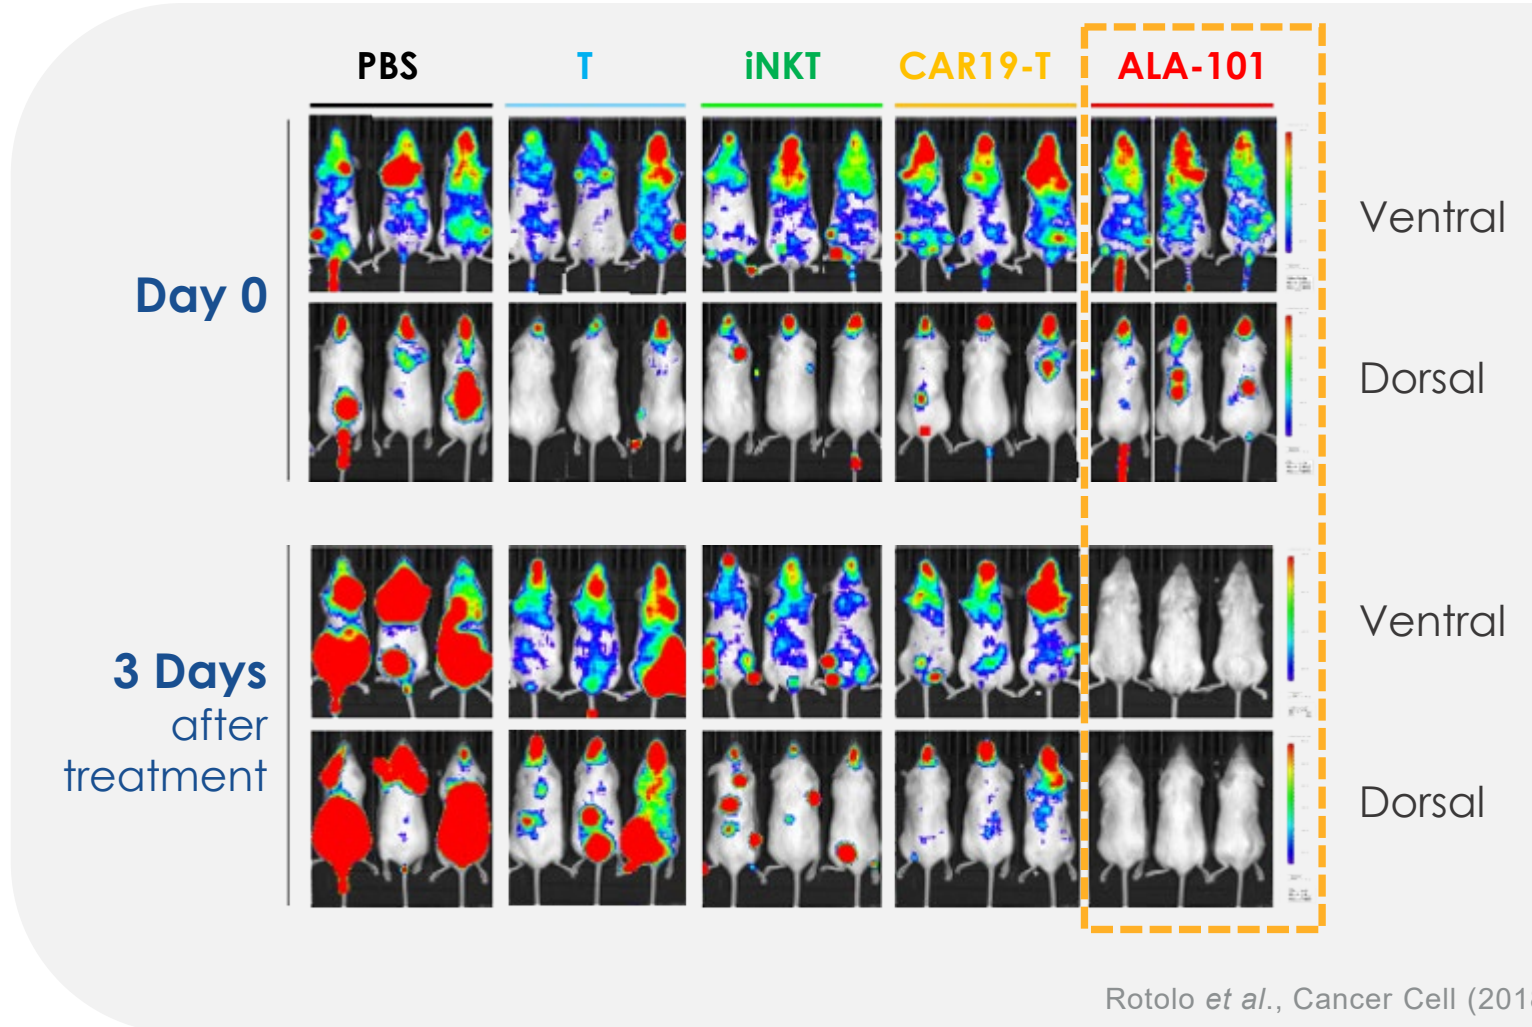 PBS
T
iNKT
CAR19-T
ALA-101
Day 0
Ventral
Dorsal
3 Days
after
treatment
Ventral
Dorsal
Rotolo et al., Cancer Cell (2018